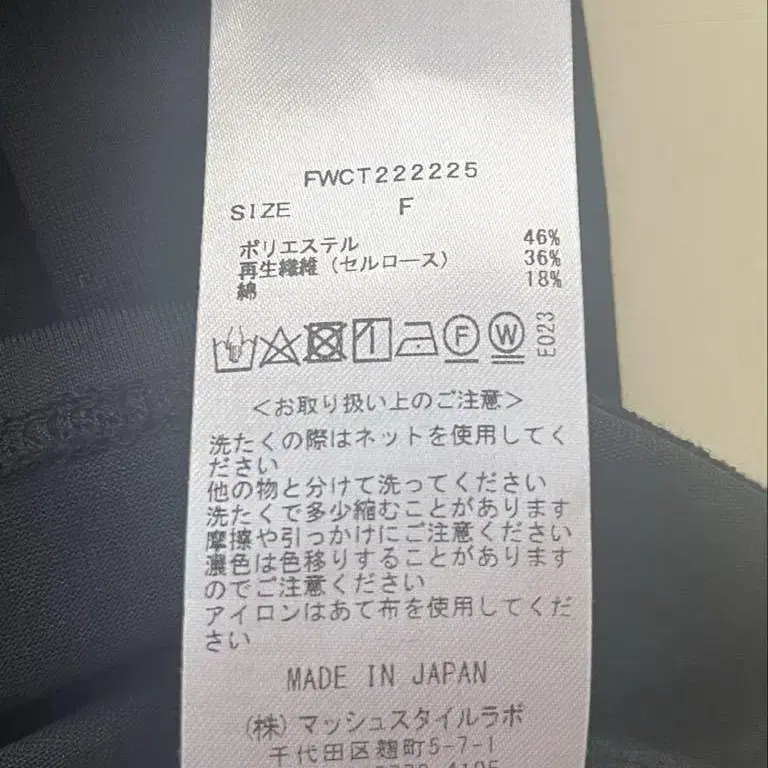 FWCT222225
SIZE F
ポリエステル 46%
再生繊維(セルロース) 36%
綿 18%
F W E023
<お取り扱い上のご注意>
洗たくの際はネットを使用してく
ださい
他の物と分けて洗ってください
洗たくで多少縮むことがあります
摩擦や引っかけにご注意ください
濃色は色移りすることがあります
のでご注意ください
アイロンはあて布を使用してくだ
さい
MADE IN JAPAN
(株)マッシュスタイルラボ
千代田区麹町5-7-1